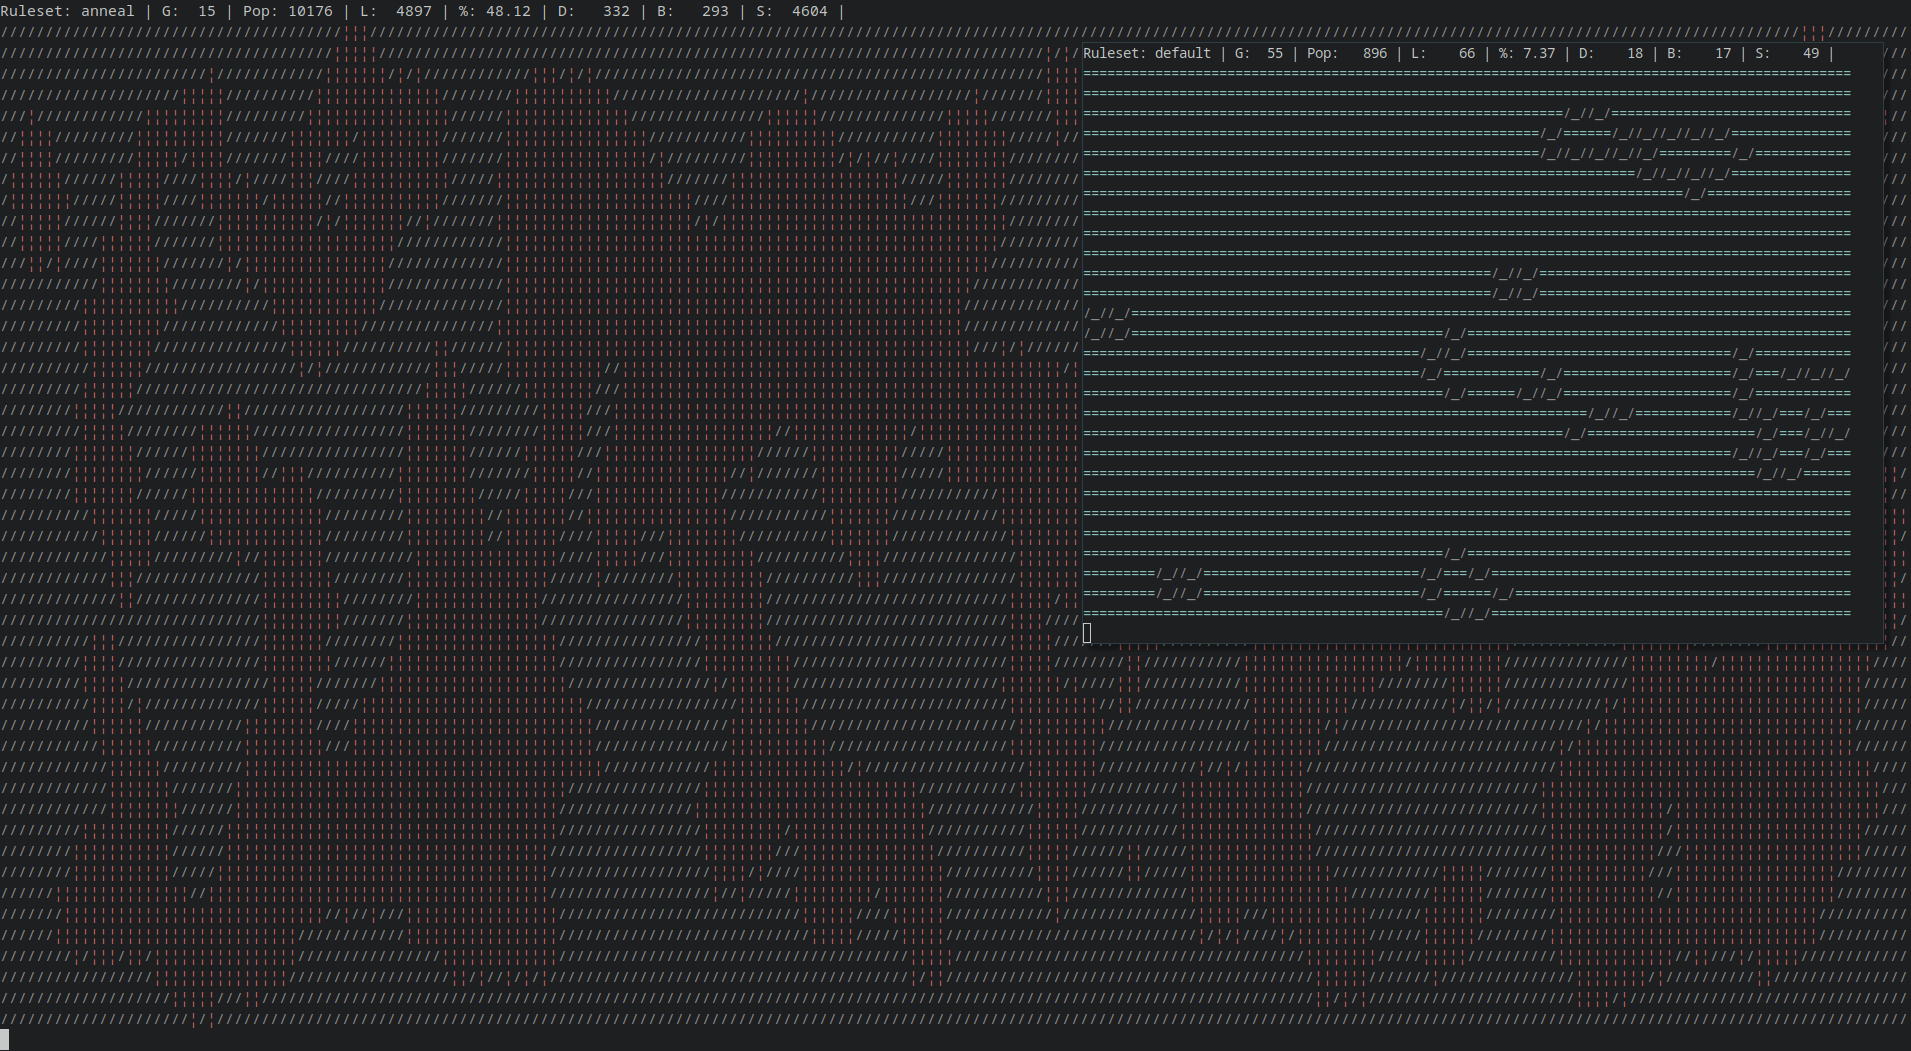 Ruleset: anneal | G:  15 | Pop: 10176 | L:  4897 | %: 48.12 | D:   332 | B:   293 | S:  4604 |
Ruleset: default | G:  55 | Pop:   896 | L:    66 | %: 7.37 | D:    18 | B:    17 | S:    49 |